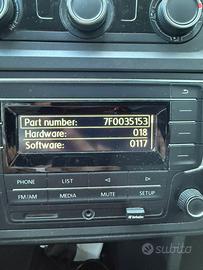 Part number: 7F0035153
Hardware: 018
Software: 0117
PHONE LIST MUTE SETUP
FM/AM MEDIA
subito